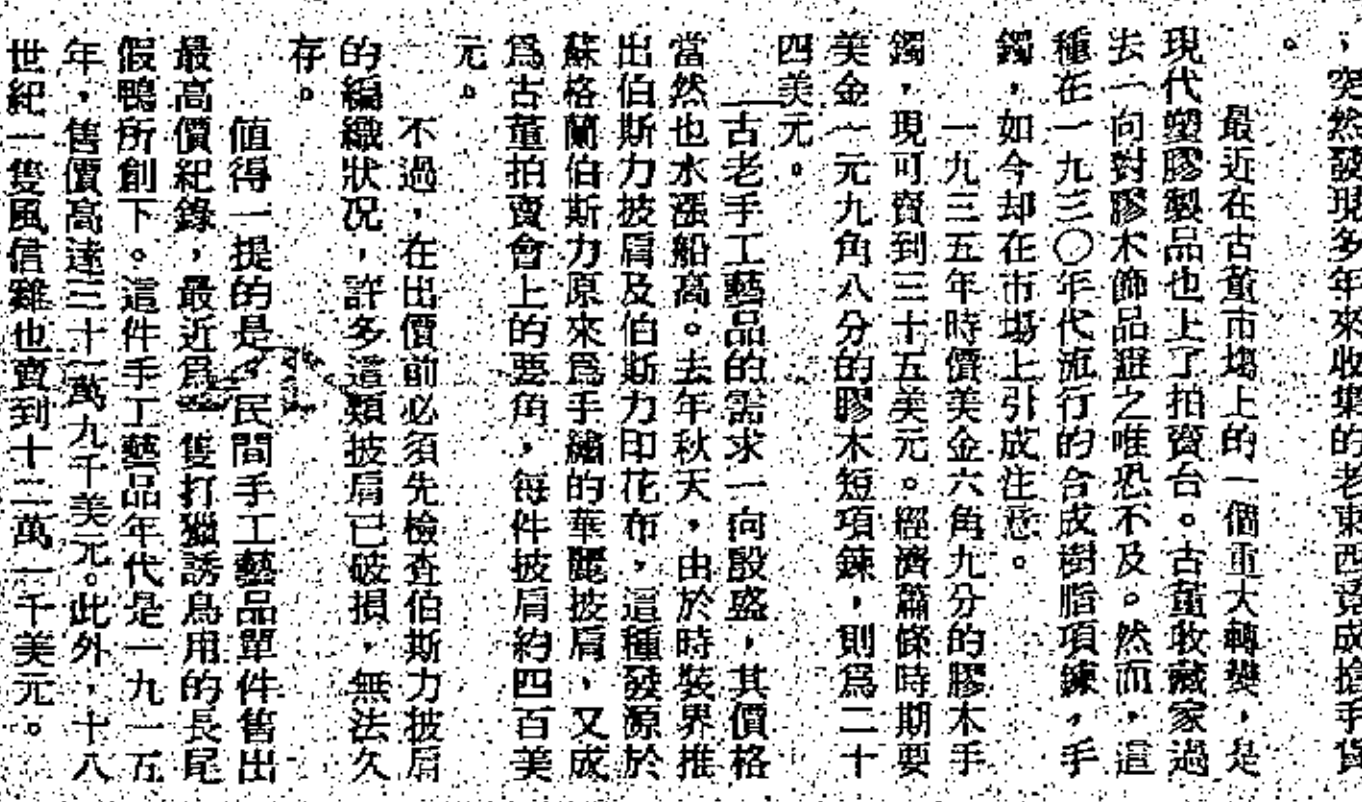 ，突然發現多年來收集的老東西竟成搶手貨
。
最近在古董市場上的一個重大轉變，是
現代塑膠製品也上了拍賣台。古董收藏家過
去一向對膠木飾品避之唯恐不及。然而，這
種在一九三〇年代流行的合成樹脂項鍊，手
鐲，如今却在市場上引成注意。
一九三五年時價美金六角九分的膠木手
鐲，現可賣到三十五美元。經濟蕭條時期要
美金一元九角八分的膠木短項鍊，則爲二十
四美元。
古老手工藝品的需求一向殷盛，其價格
當然也水漲船高。去年秋天，由於時裝界推
出伯斯力披肩及伯斯力印花布，這種發源於
蘇格蘭伯斯力原來爲手繡的華麗披肩，又成
爲古董拍賣會上的要角，每件披肩約四百美
元。
不過，在出價前必須先檢查伯斯力披肩
的編織狀况，許多這類披肩已破損，無法久
存。
值得一提的是，民間手工藝品單件售出
最高價紀錄，最近爲一隻打獵誘鳥用的長尾
假鴨所創下。這件手工藝品年代是一九一五
年，售價高達三十一萬九千美元。此外，十八
世紀一隻風信雞也賣到十二萬一千美元。